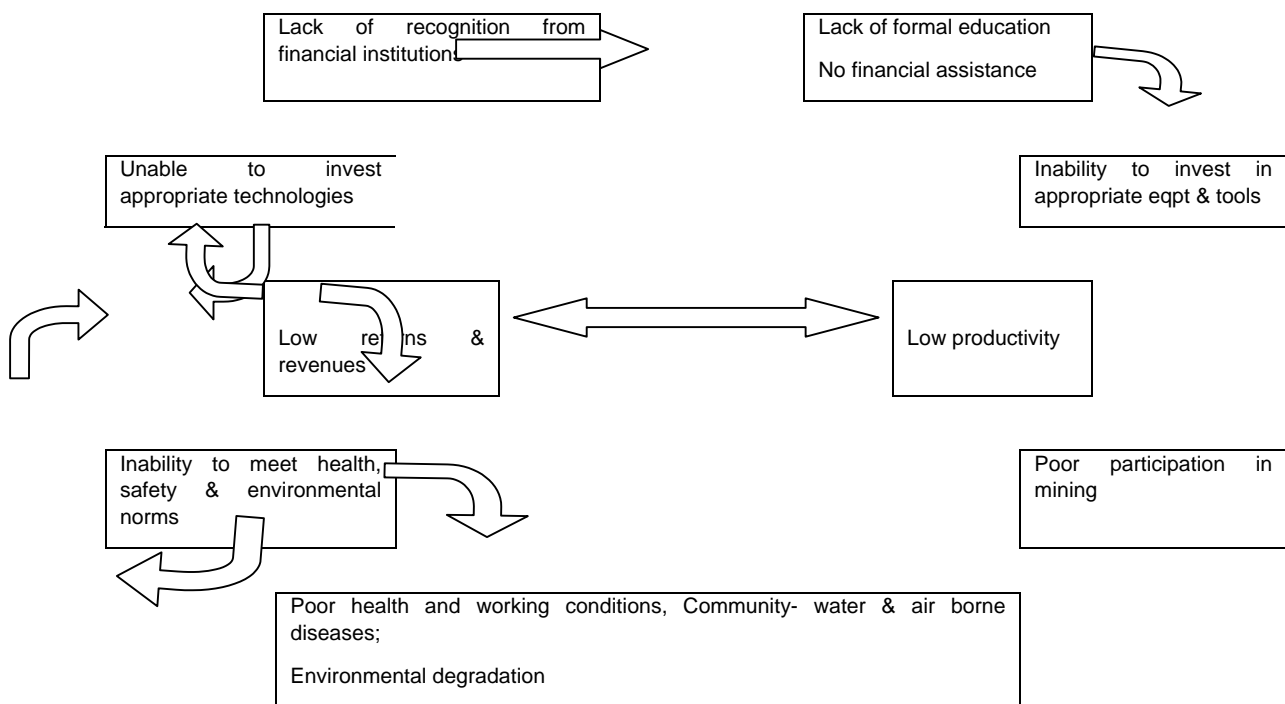 Lack of recognition from
financial institutions
Lack of formal education
No financial assistance
Unable to invest
appropriate technologies
Inability to invest in
appropriate eqpt & tools
Low returns &
revenues
Low productivity
Inability to meet health,
safety & environmental
norms
Poor participation in
mining
Poor health and working conditions, Community- water & air borne
diseases;
Environmental degradation